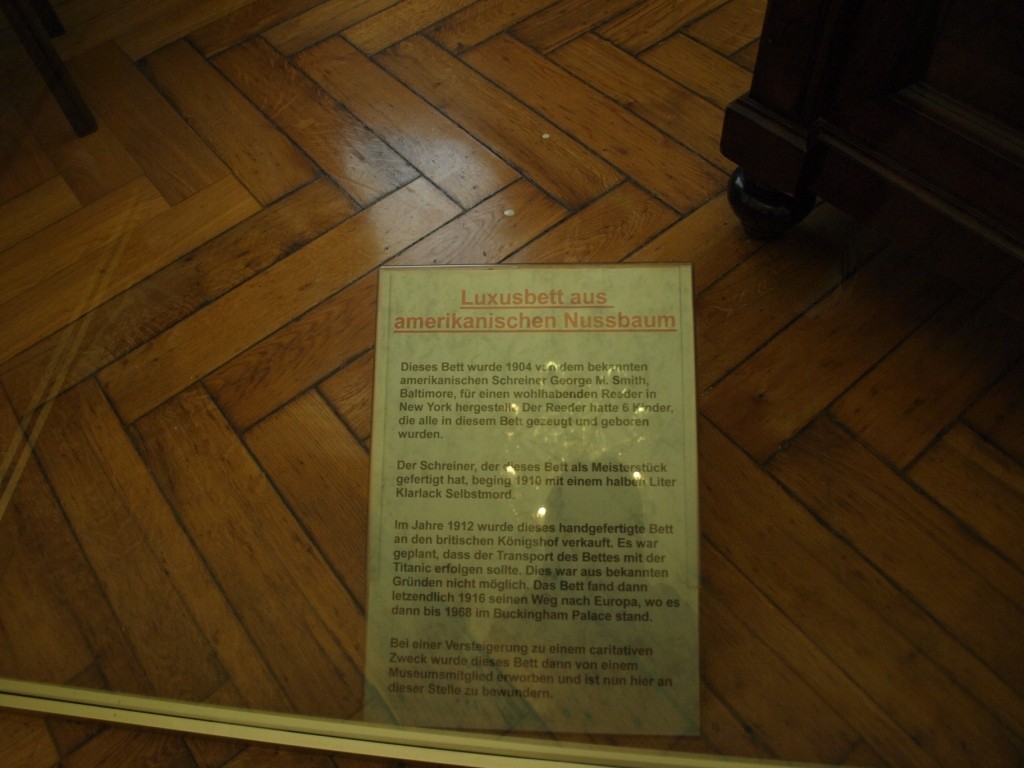 Luxusbett aus
amerikanischen Nussbaum
Dieses Bett wurde 1904 von dem bekannten
amerikanischen Schreiner George M. Smith,
Baltimore, für einen wohlhabenden Reeder in
New York hergestellt. Der Reeder hatte 6 Kinder,
die alle in diesem Bett gezeugt und geboren
wurden.
Der Schreiner, der dieses Bett als Meisterstück
gefertigt hat, beging 1910 mit einem halben Liter
Klarlack Selbstmord.
Im Jahre 1912 wurde dieses handgefertigte Bett
an den britischen Königshof verkauft. Es war
geplant, dass der Transport des Bettes mit der
Titanic erfolgen sollte. Dies war aus bekannten
Gründen nicht möglich. Das Bett fand dann
letzendlich 1916 seinen Weg nach Europa, wo es
dann bis 1968 im Buckingham Palace stand.
Bei einer Versteigerung zu einem caritativen
Zweck wurde dieses Bett dann von einem
Museumsmitglied erworben und ist nun hier an
dieser Stelle zu bewundern.